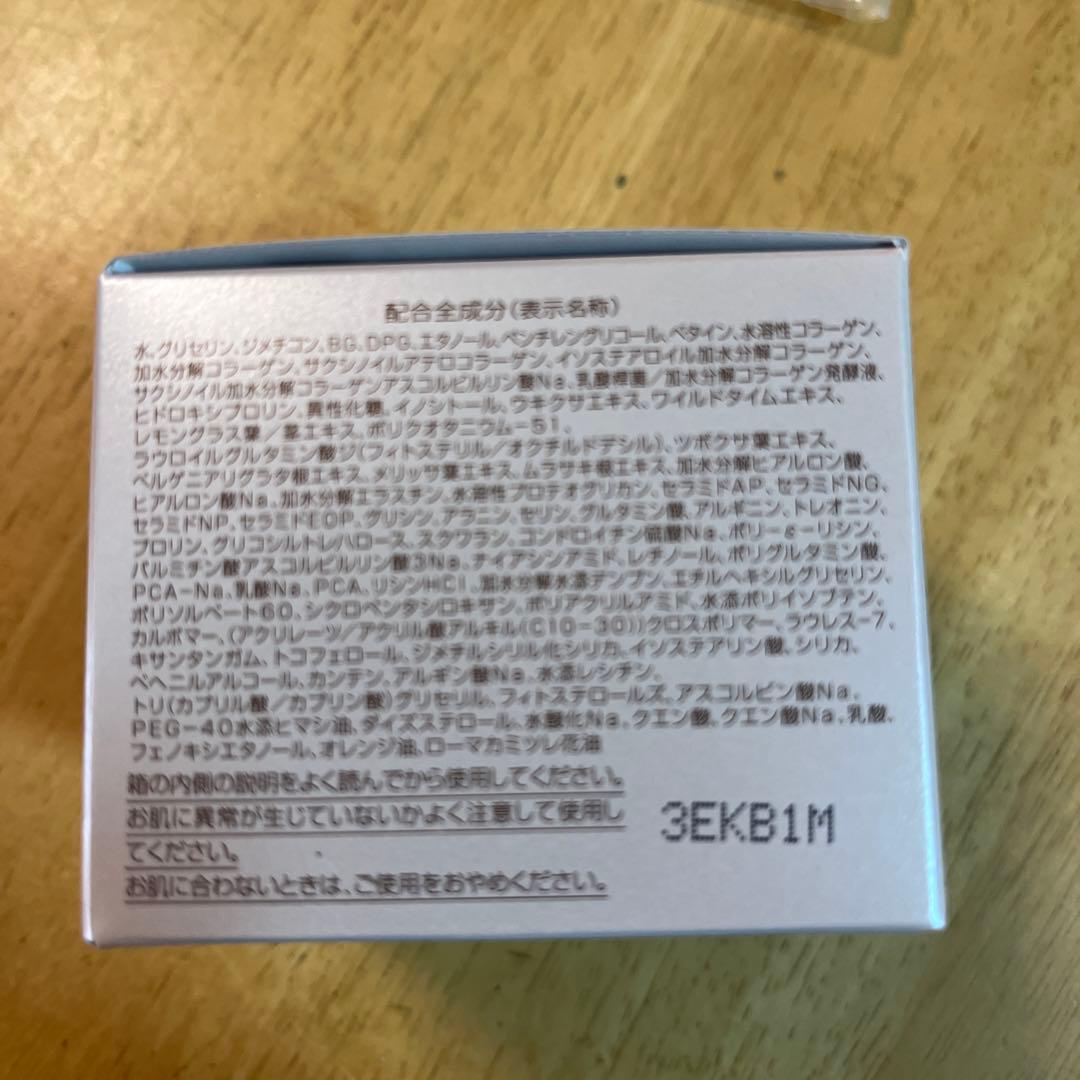 配合全成分(表示名称)
水、グリセリン、ジメチコン、BG、DPG、エタノール、ペンチレングリコール、ベタイン、水溶性コラーゲン、
加水分解コラーゲン、サクシノイルアテロコラーゲン、イソステアロイル加水分解コラーゲン、
サクシノイル加水分解コラーゲンアスコルビルリン酸Na、乳酸桿菌/加水分解コラーゲン発酵液、
ヒドロキシプロリン、異性化糖、イノシトール、ウキクサエキス、ワイルドタイムエキス、
レモングラス葉/茎エキス、ポリクオタニウム-51、
ラウロイルグルタミン酸ジ(フィトステリル/オクチルドデシル)、ツボクサ葉エキス、
ベルゲニアリグラタ根エキス、メリッサ葉エキス、ムラサキ根エキス、加水分解ヒアルロン酸、
ヒアルロン酸Na、加水分解エラスチン、水溶性プロテオグリカン、セラミドAP、セラミドNG、
セラミドNP、セラミドEOP、グリシン、アラニン、セリン、グルタミン酸、アルギニン、トレオニン、
プロリン、グリコシルトレハロース、スクワラン、コンドロイチン硫酸Na、ポリ-ε-リシン、
パルミチン酸アスコルビルリン酸3Na、ナイアシンアミド、レチノール、ポリグルタミン酸、
PCA-Na、乳酸Na、PCA、リシンHCl、加水分解水添デンプン、エチルヘキシルグリセリン、
ポリソルベート60、シクロペンタシロキサン、ポリアクリルアミド、水添ポリイソブテン、
カルボマー、(アクリレーツ/アクリル酸アルキル(C10-30))クロスポリマー、ラウレス-7、
キサンタンガム、トコフェロール、ジメチルシリル化シリカ、イソステアリン酸、シリカ、
ベヘニルアルコール、カンテン、アルギン酸Na、水添レシチン、
トリ(カプリル酸/カプリン酸)グリセリル、フィトステロールズ、アスコルビン酸Na、
PEG-40水添ヒマシ油、ダイズステロール、水酸化Na、クエン酸、クエン酸Na、乳酸、
フェノキシエタノール、オレンジ油、ローマカミツレ花油
箱の内側の説明をよく読んでから使用してください。
お肌に異常が生じていないかよく注意して使用し
てください。
お肌に合わないときは、ご使用をおやめください。
3EKB1M